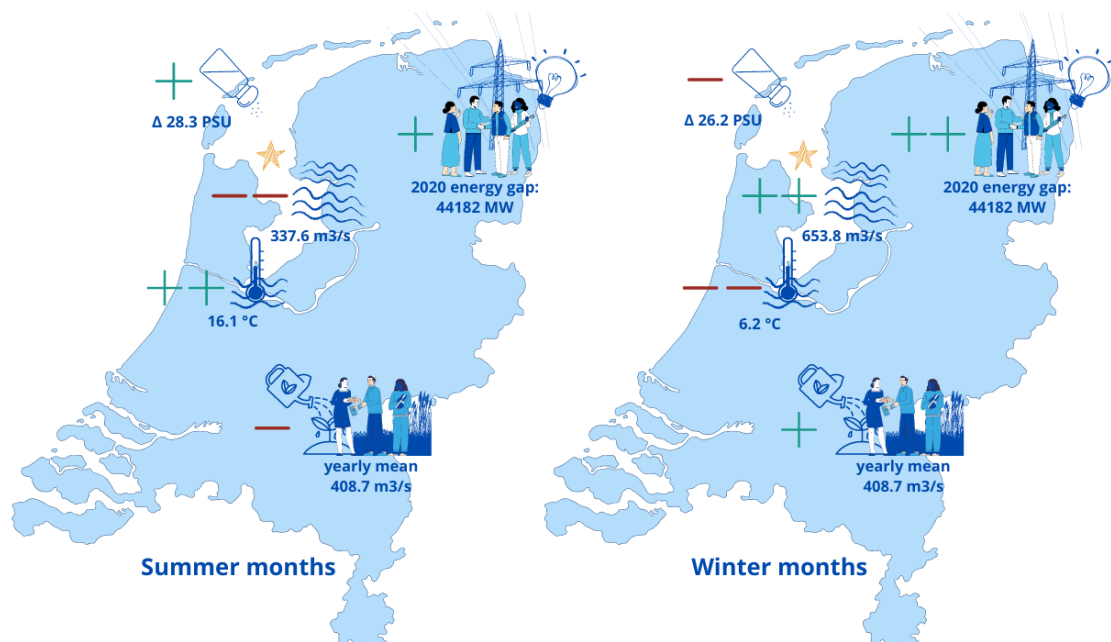 Δ 28.3 PSU
2020 energy gap:
44182 MW
337.6 m3/s
16.1 °C
yearly mean
408.7 m3/s
Summer months
Δ 26.2 PSU
2020 energy gap:
44182 MW
653.8 m3/s
6.2 °C
yearly mean
408.7 m3/s
Winter months